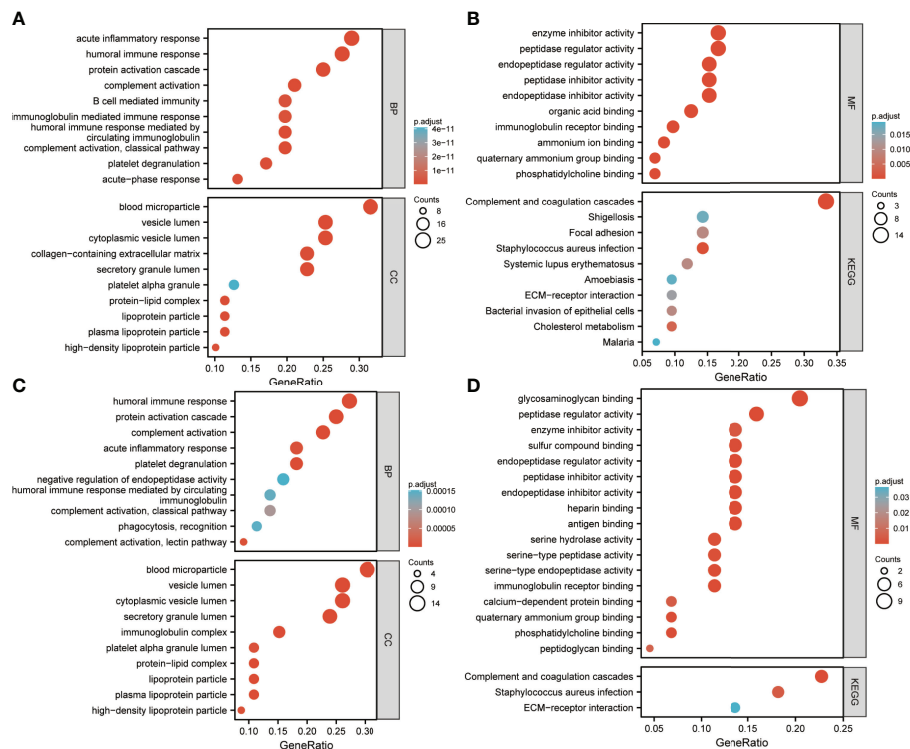 A
acute inflammatory response
humoral immune response
protein activation cascade
complement activation
B cell mediated immunity
immunoglobulin mediated immune response
humoral immune response mediated by
circulating immunoglobulin
complement activation, classical pathway
platelet degranulation
acute−phase response
BP
blood microparticle
vesicle lumen
cytoplasmic vesicle lumen
collagen−containing extracellular matrix
secretory granule lumen
platelet alpha granule
protein−lipid complex
lipoprotein particle
plasma lipoprotein particle
high−density lipoprotein particle
CC
0.10 0.15 0.20 0.25 0.30
GeneRatio
p.adjust
4e−11
3e−11
2e−11
1e−11
Counts
8
16
25
B
enzyme inhibitor activity
peptidase regulator activity
endopeptidase regulator activity
peptidase inhibitor activity
endopeptidase inhibitor activity
organic acid binding
immunoglobulin receptor binding
ammonium ion binding
quaternary ammonium group binding
phosphatidylcholine binding
MF
Complement and coagulation cascades
Shigellosis
Focal adhesion
Staphylococcus aureus infection
Systemic lupus erythematosus
Amoebiasis
ECM−receptor interaction
Bacterial invasion of epithelial cells
Cholesterol metabolism
Malaria
KEGG
0.05 0.10 0.15 0.20 0.25 0.30 0.35
GeneRatio
p.adjust
0.015
0.010
0.005
Counts
3
8
14
C
humoral immune response
protein activation cascade
complement activation
acute inflammatory response
platelet degranulation
negative regulation of endopeptidase activity
humoral immune response mediated by circulating
immunoglobulin
complement activation, classical pathway
phagocytosis, recognition
complement activation, lectin pathway
BP
blood microparticle
vesicle lumen
cytoplasmic vesicle lumen
secretory granule lumen
immunoglobulin complex
platelet alpha granule lumen
protein−lipid complex
lipoprotein particle
plasma lipoprotein particle
high−density lipoprotein particle
CC
0.10 0.15 0.20 0.25 0.30
GeneRatio
p.adjust
0.00015
0.00010
0.00005
Counts
4
9
14
D
glycosaminoglycan binding
peptidase regulator activity
enzyme inhibitor activity
sulfur compound binding
endopeptidase regulator activity
peptidase inhibitor activity
endopeptidase inhibitor activity
heparin binding
antigen binding
serine hydrolase activity
serine−type peptidase activity
serine−type endopeptidase activity
immunoglobulin receptor binding
calcium−dependent protein binding
quaternary ammonium group binding
phosphatidylcholine binding
peptidoglycan binding
MF
Complement and coagulation cascades
Staphylococcus aureus infection
ECM−receptor interaction
KEGG
0.05 0.10 0.15 0.20 0.25
GeneRatio
p.adjust
0.03
0.02
0.01
Counts
2
6
9